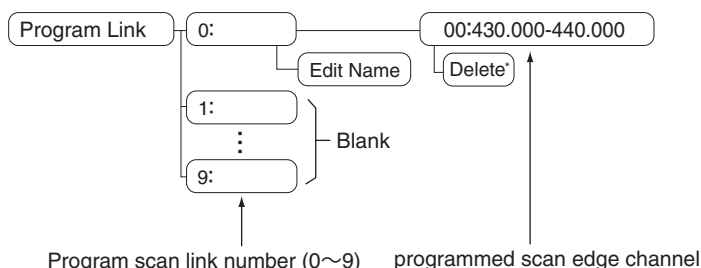 Program Link
0:
00:430.000-440.000
Edit Name
Delete*
1:
⋮
Blank
9:
Program scan link number (0～9)
programmed scan edge channel